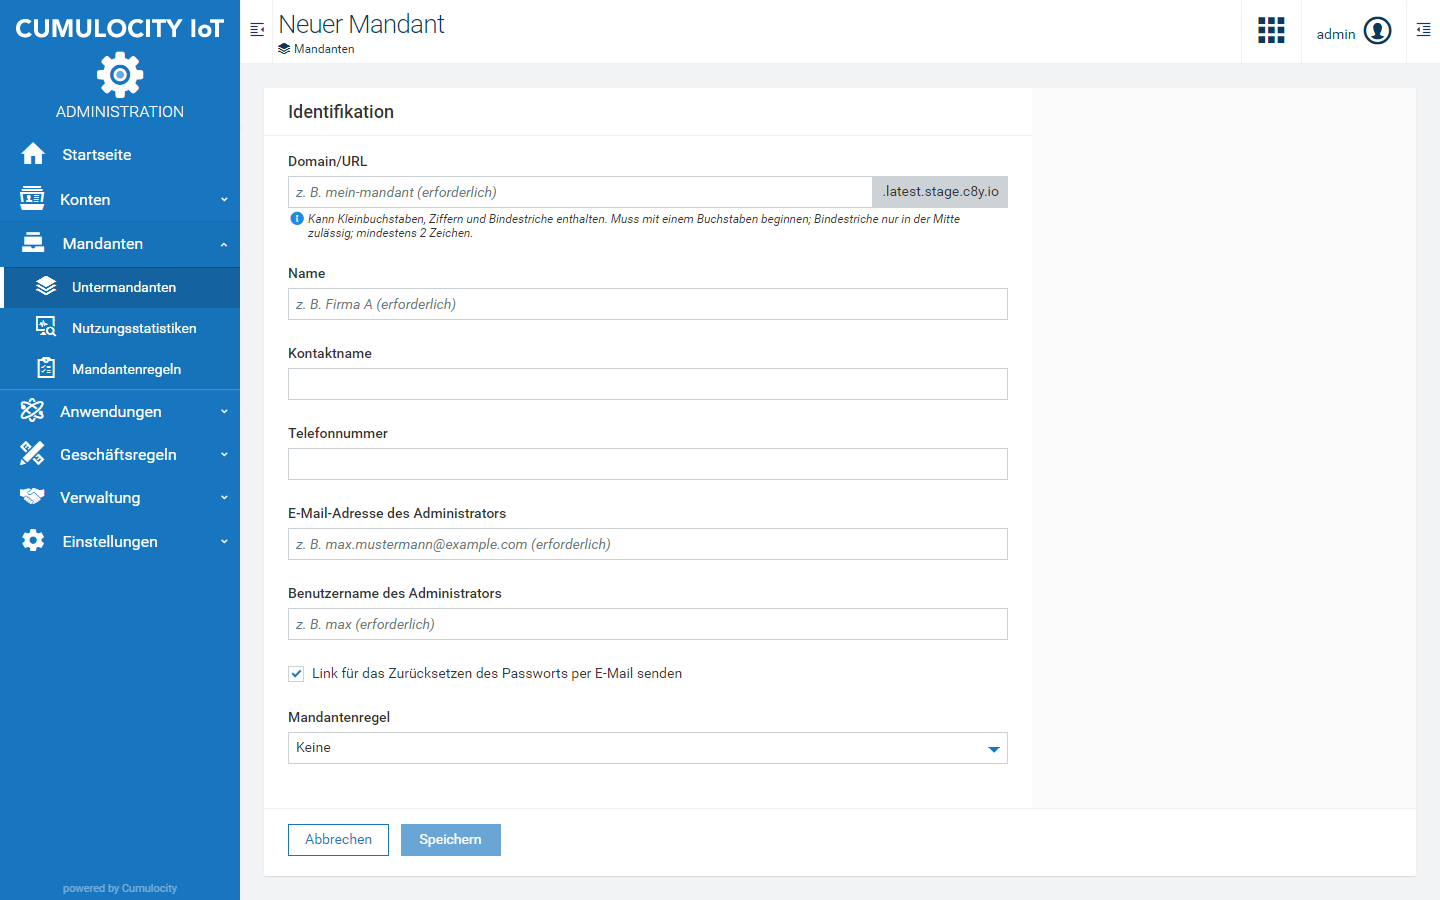 CUMULOCITY IoT
ADMINISTRATION
Startseite
Konten
Mandanten
Untermandanten
Nutzungsstatistiken
Mandantenregeln
Anwendungen
Geschäftsregeln
Verwaltung
Einstellungen
powered by Cumulocity
Neuer Mandant
Mandanten
admin
Identifikation
Domain/URL
z. B. mein-mandant (erforderlich)
.latest.stage.c8y.io
Kann Kleinbuchstaben, Ziffern und Bindestriche enthalten. Muss mit einem Buchstaben beginnen; Bindestriche nur in der Mitte
zulässig; mindestens 2 Zeichen.
Name
z. B. Firma A (erforderlich)
Kontaktname
Telefonnummer
E-Mail-Adresse des Administrators
z. B. max.mustermann@example.com (erforderlich)
Benutzername des Administrators
z. B. max (erforderlich)
Link für das Zurücksetzen des Passworts per E-Mail senden
Mandantenregel
Keine
Abbrechen
Speichern